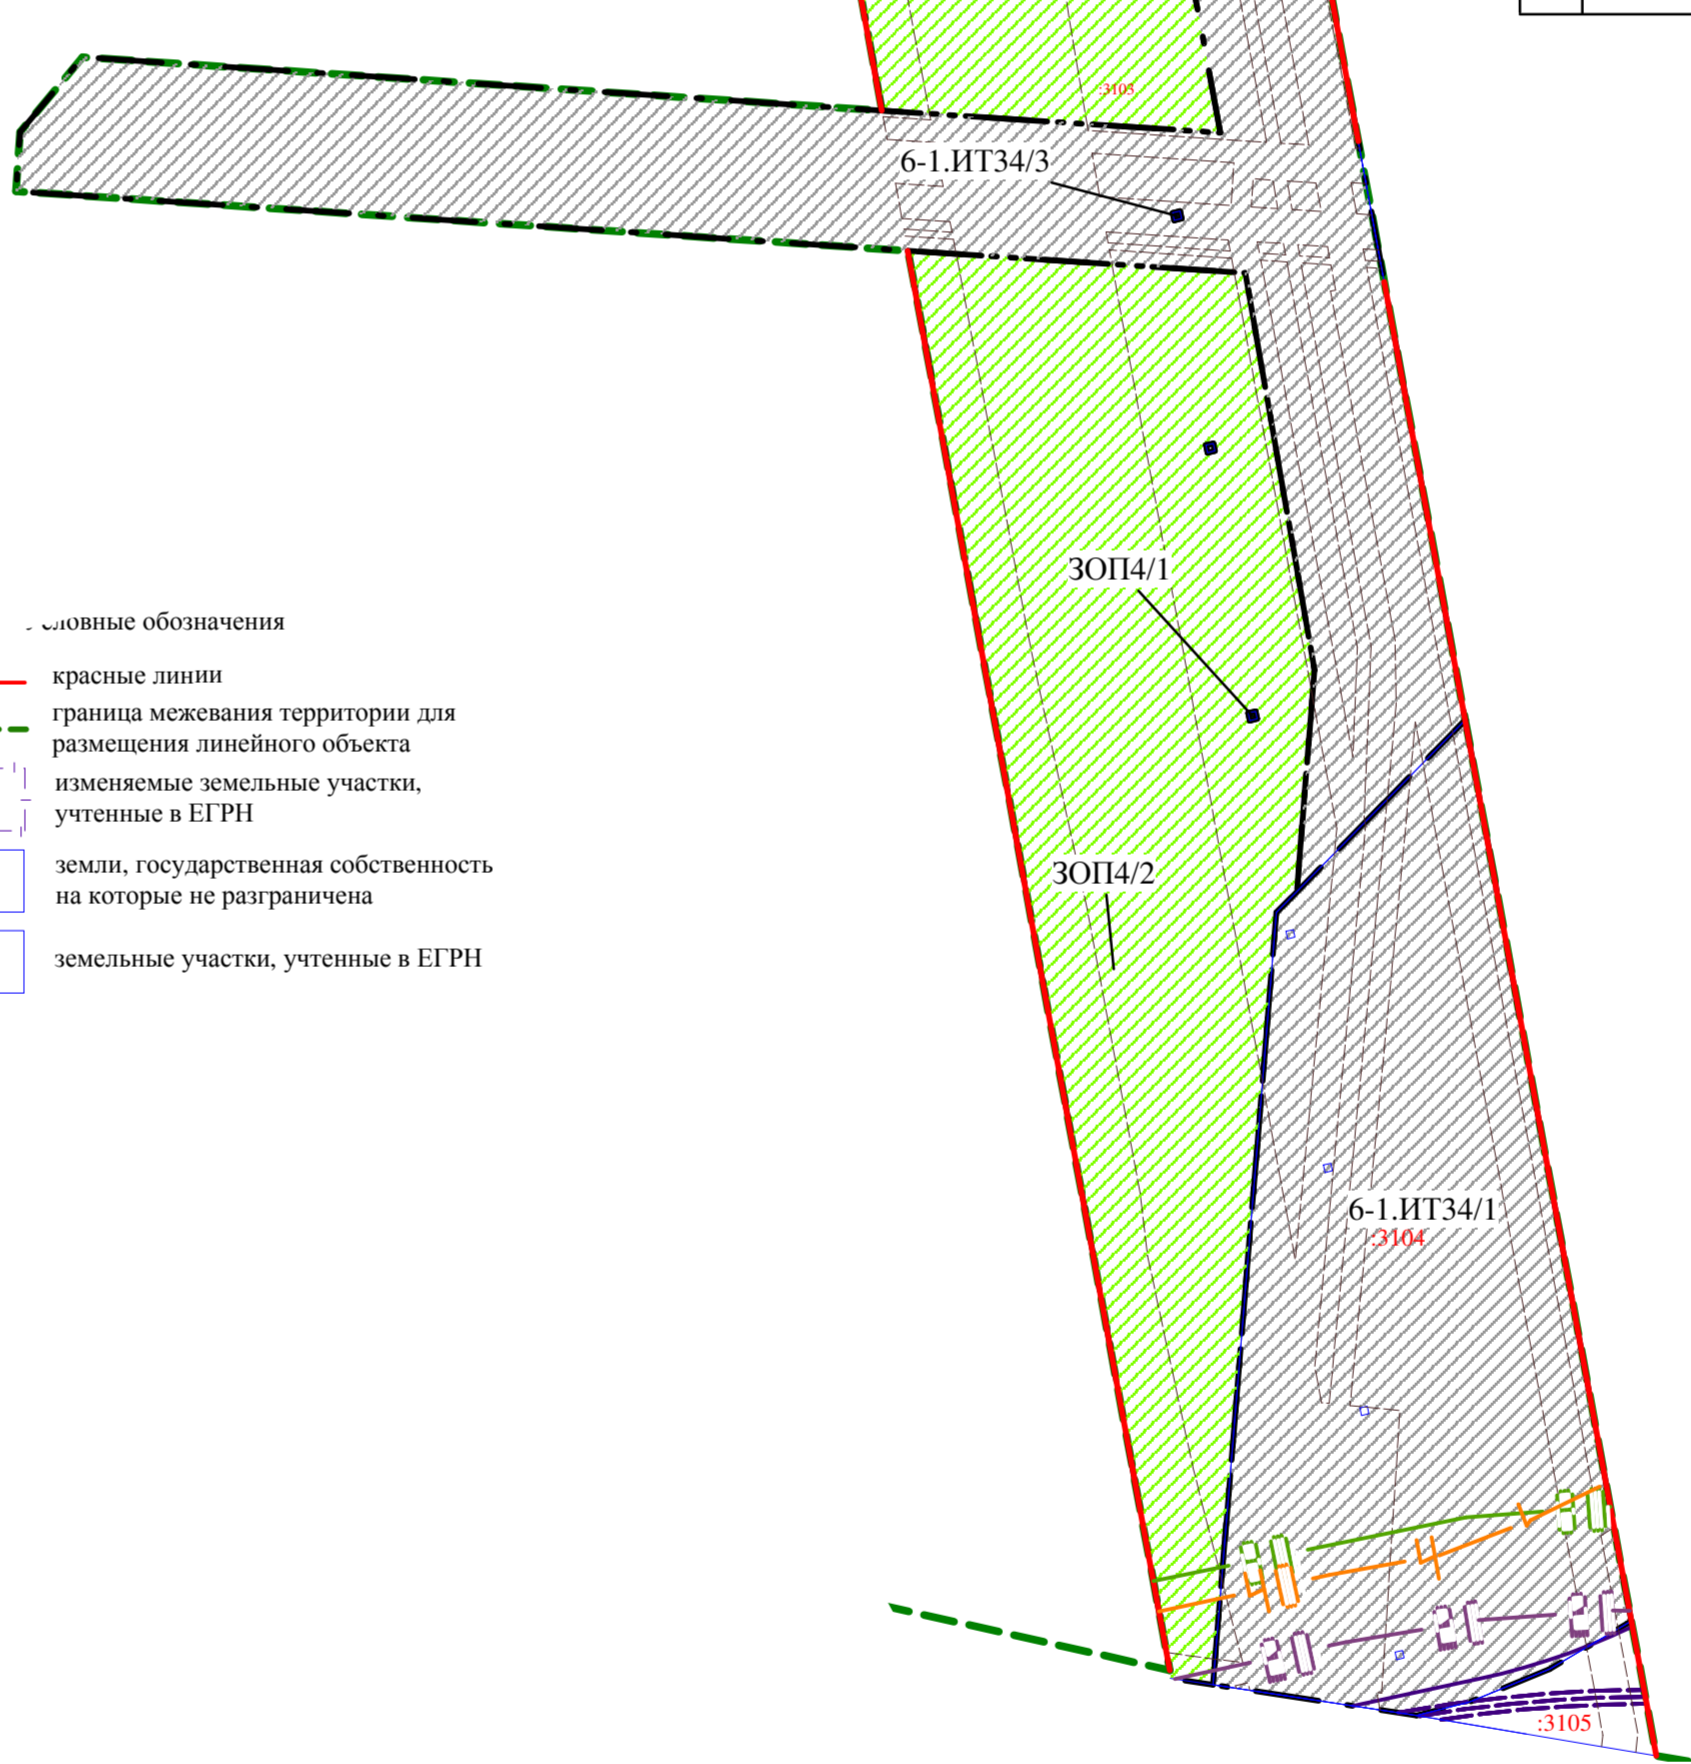 :3103
6-1.ИТ34/3
ЗОП4/1
обозначения
красные линии
граница межевания территории для
размещения линейного объекта
изменяемые земельные участки,
учтенные в ЕГРН
земли, государственная собственность
на которые не разграничена
земельные участки, учтенные в ЕГРН
ЗОП4/2
6-1.ИТ34/1
:3104
4
:3105